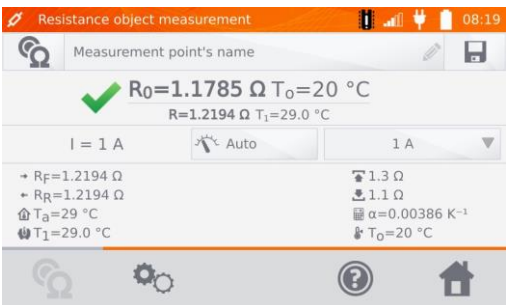 Resistance object measurement 08:19
Measurement point's name
R0=1.1785 Ω To=20 °C
R=1.2194 Ω T1=29.0 °C
I = 1 A Auto 1 A
RF=1.2194 Ω 1.3 Ω
RR=1.2194 Ω 1.1 Ω
Ta=29 °C α=0.00386 K⁻¹
T1=29.0 °C To=20 °C